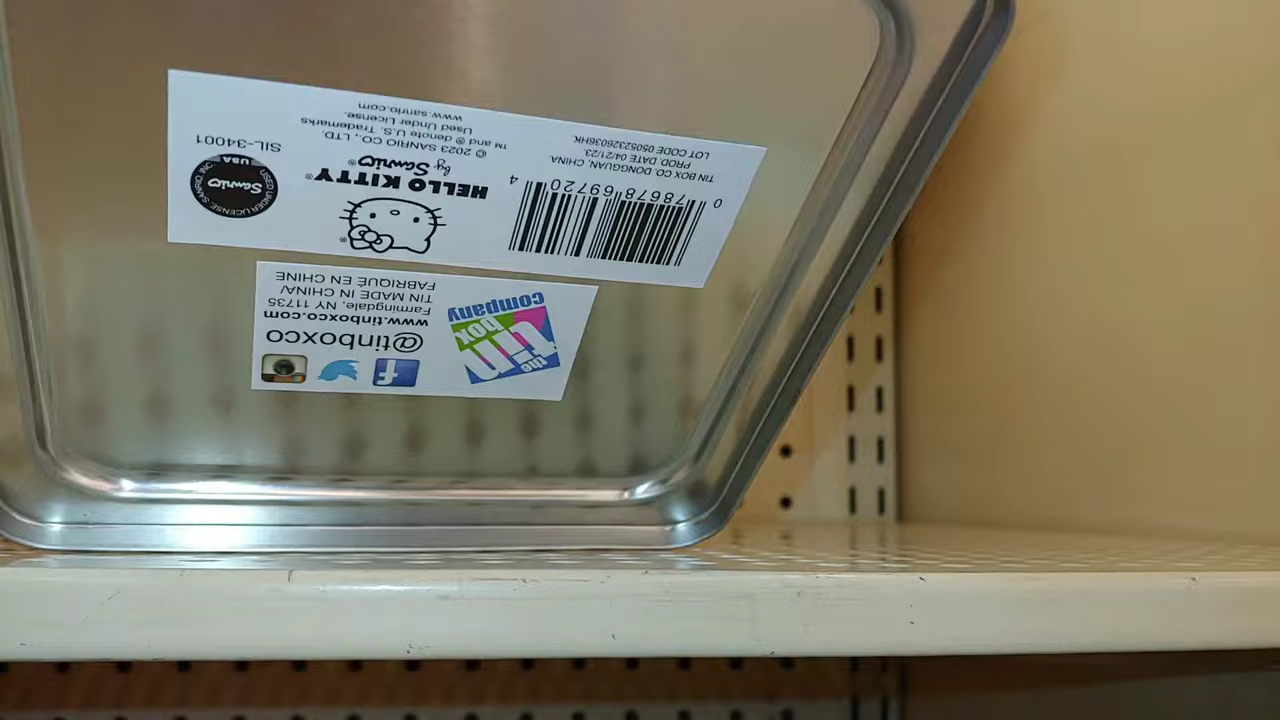 0 78678 69720 4
TIN BOX CO. DONGGUAN, CHINA
PROD. DATE 04/21/23.
LOT CODE 05052326036HK.
HELLO KITTY®
by Sanrio®
© 2023 SANRIO CO., LTD.
™ and ® denote U.S. Trademarks
Used Under License.
www.sanrio.com
®
USED UNDER LICENSE. SANRIO, INC.
Sanrio
USA
SIL-34001
the
tin
box
company
f
@tinboxco
www.tinboxco.com
Farmingdale, NY 11735
TIN MADE IN CHINA/
FABRIQUÉ EN CHINE